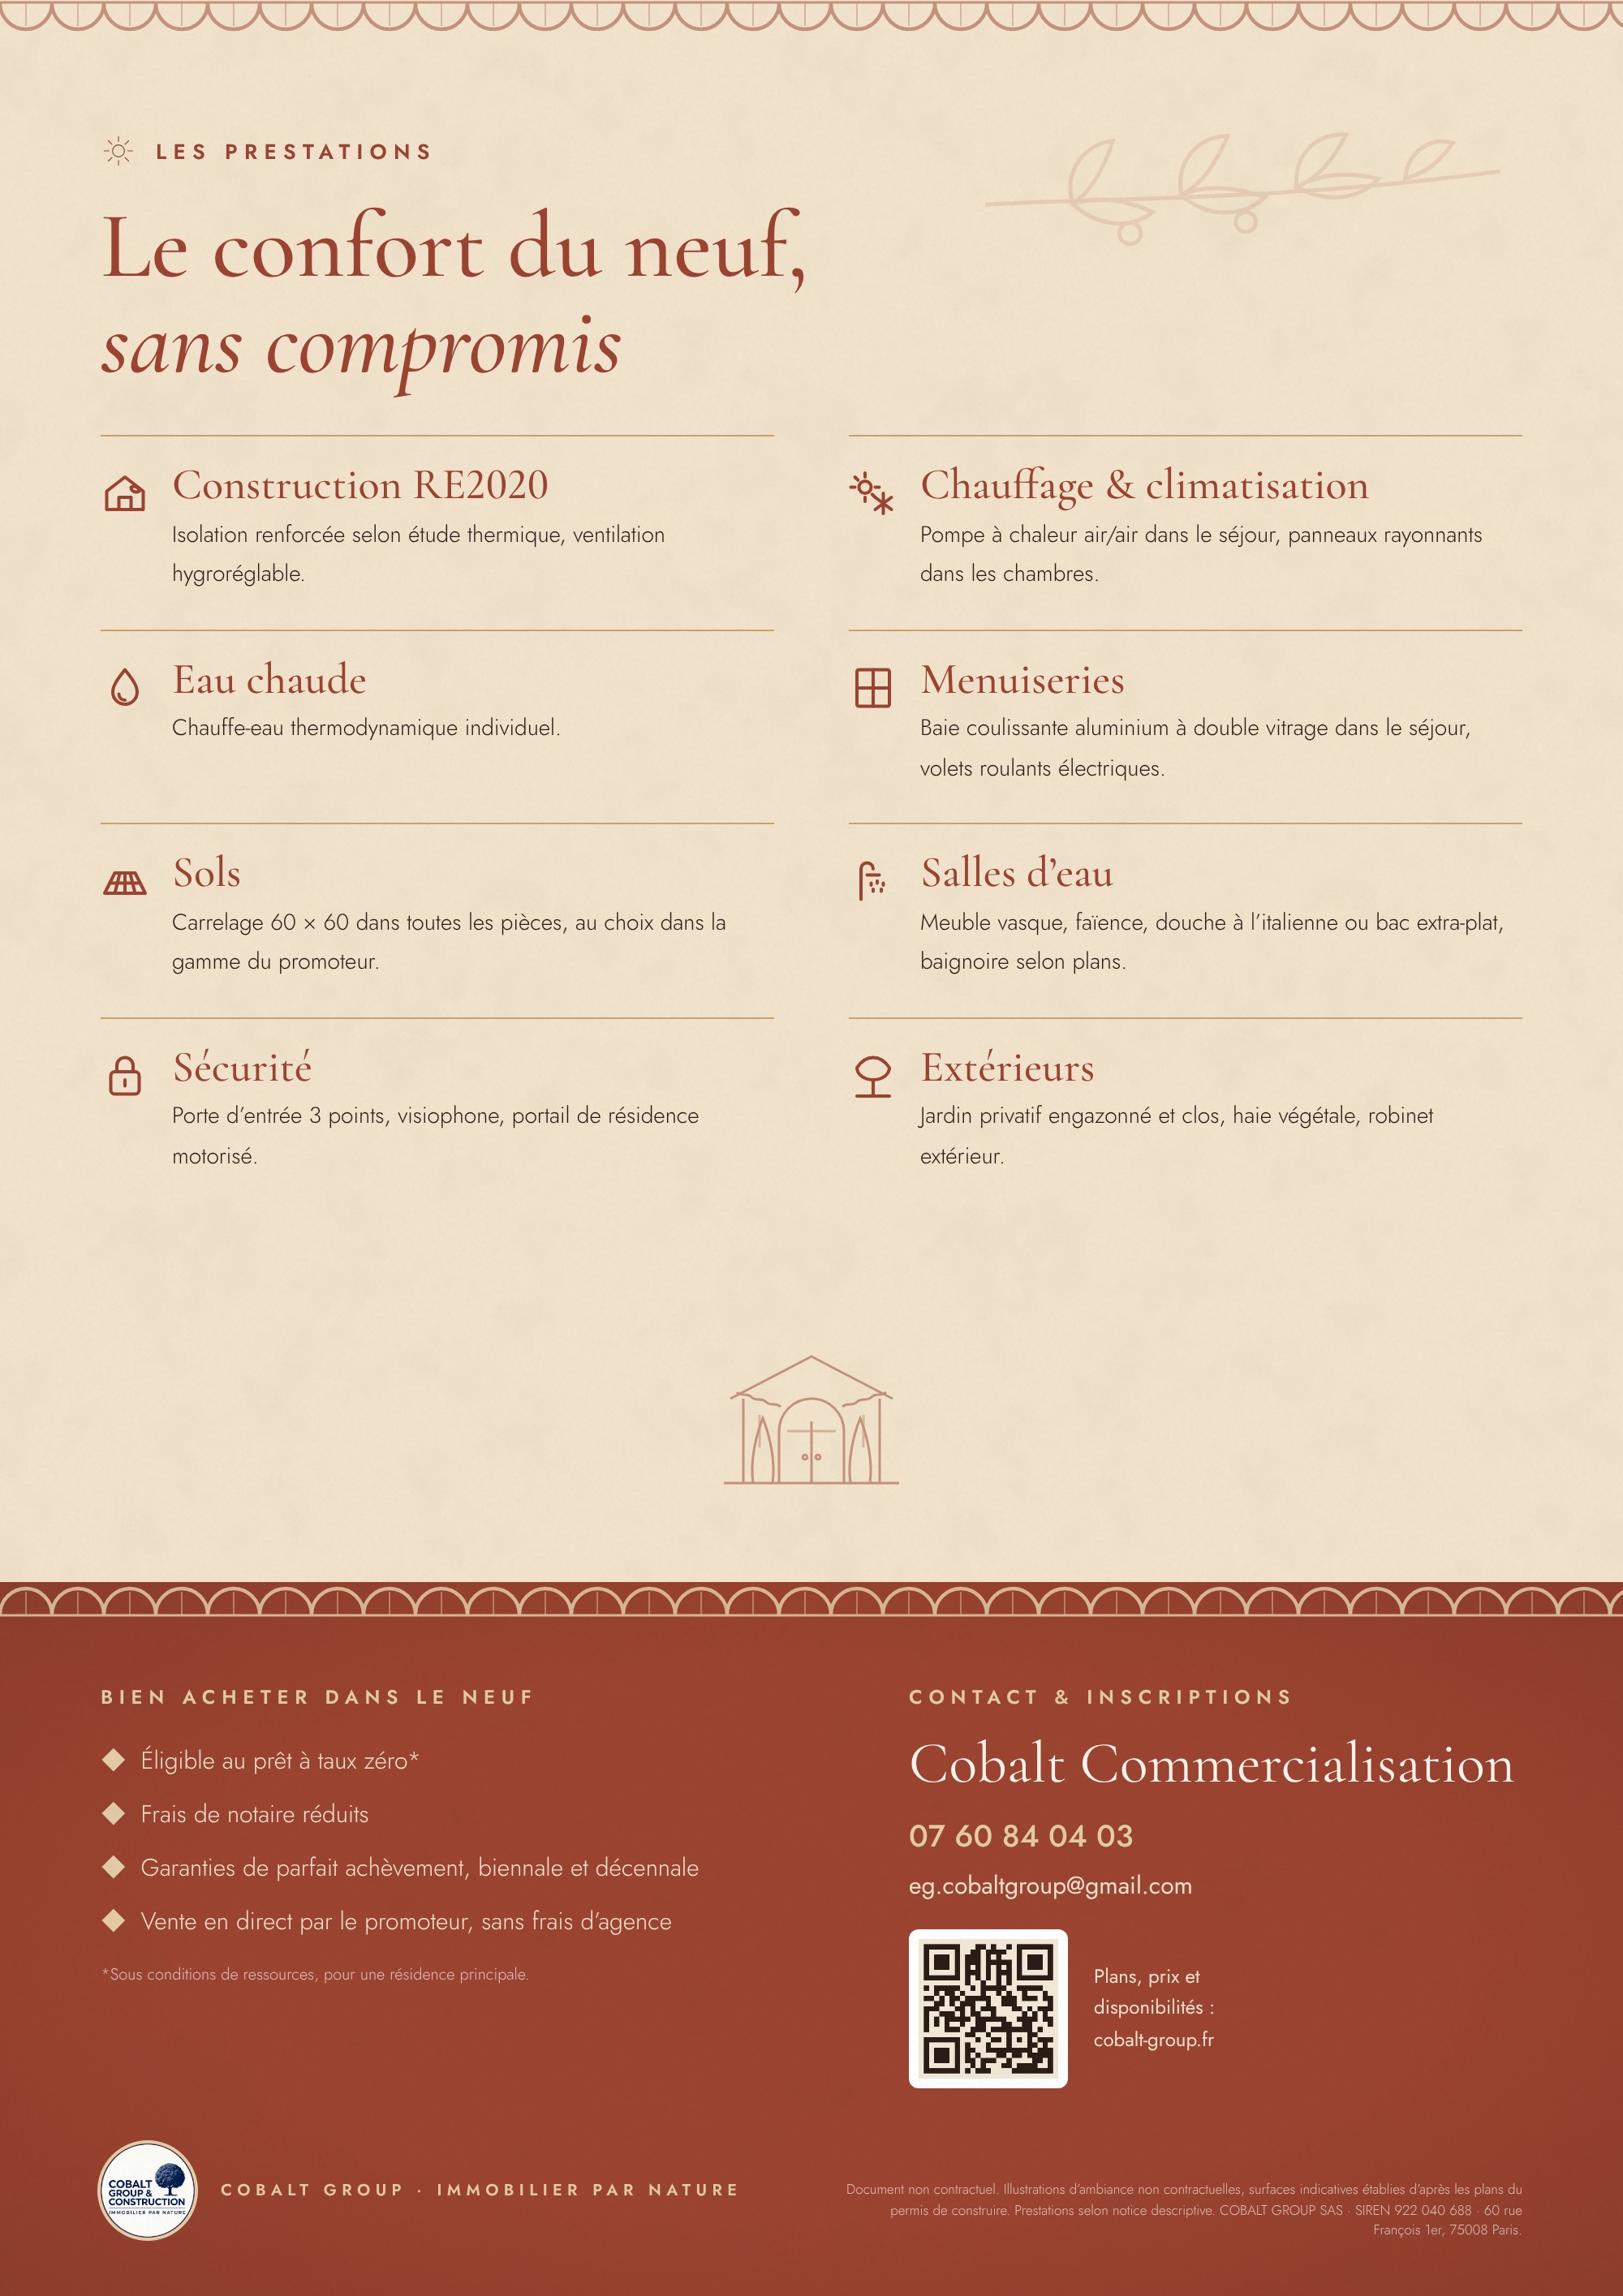 LES PRESTATIONS
Le confort du neuf,
sans compromis
Construction RE2020
Isolation renforcée selon étude thermique, ventilation
hygroréglable.
Chauffage & climatisation
Pompe à chaleur air/air dans le séjour, panneaux rayonnants
dans les chambres.
Eau chaude
Chauffe-eau thermodynamique individuel.
Menuiseries
Baie coulissante aluminium à double vitrage dans le séjour,
volets roulants électriques.
Sols
Carrelage 60 × 60 dans toutes les pièces, au choix dans la
gamme du promoteur.
Salles d’eau
Meuble vasque, faïence, douche à l’italienne ou bac extra-plat,
baignoire selon plans.
Sécurité
Porte d’entrée 3 points, visiophone, portail de résidence
motorisé.
Extérieurs
Jardin privatif engazonné et clos, haie végétale, robinet
extérieur.
BIEN ACHETER DANS LE NEUF
Éligible au prêt à taux zéro*
Frais de notaire réduits
Garanties de parfait achèvement, biennale et décennale
Vente en direct par le promoteur, sans frais d’agence
*Sous conditions de ressources, pour une résidence principale.
CONTACT & INSCRIPTIONS
Cobalt Commercialisation
07 60 84 04 03
eg.cobaltgroup@gmail.com
Plans, prix et
disponibilités :
cobalt-group.fr
COBALT
GROUP &
CONSTRUCTION
IMMOBILIER PAR NATURE
COBALT GROUP · IMMOBILIER PAR NATURE
Document non contractuel. Illustrations d’ambiance non contractuelles, surfaces indicatives établies d’après les plans du
permis de construire. Prestations selon notice descriptive. COBALT GROUP SAS · SIREN 922 040 688 · 60 rue
François 1er, 75008 Paris.